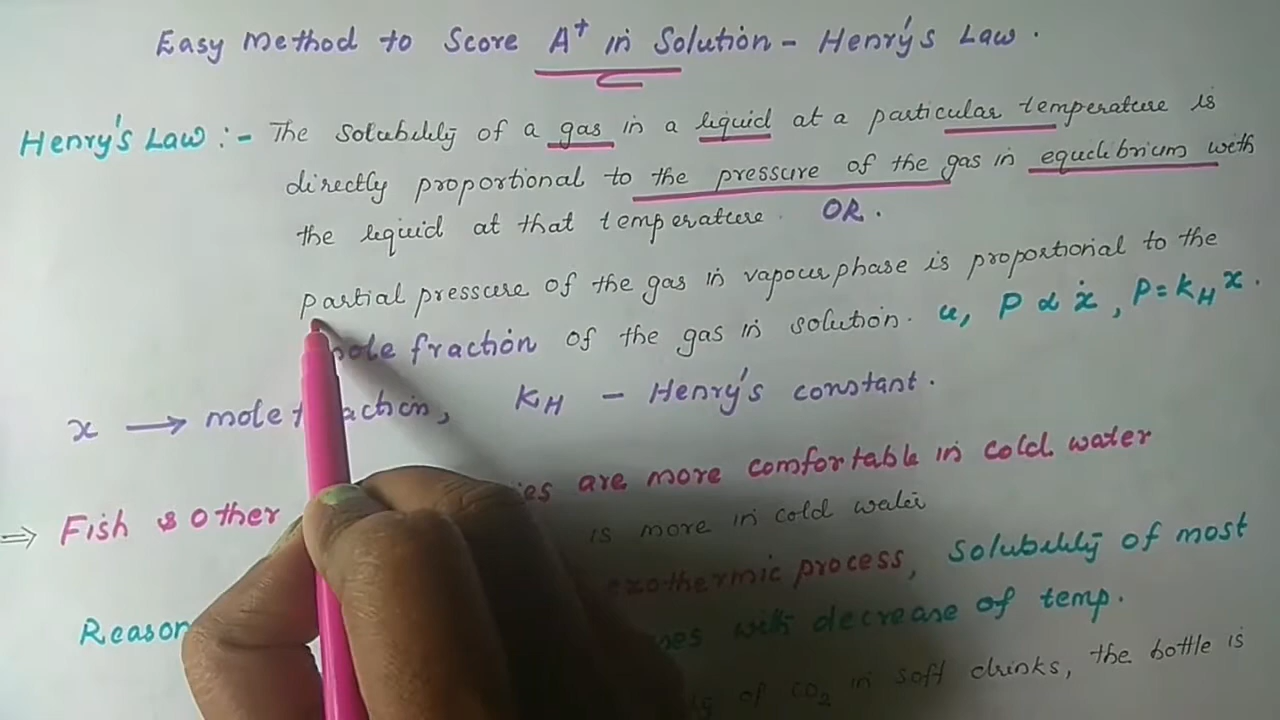 Easy Method to Score A⁺ in Solution - Henry's Law.
Henry's Law :- The solubility of a gas in a liquid at a particular temperature is
directly proportional to the pressure of the gas in equilibrium with
the liquid at that temperature. OR.
partial pressure of the gas in vapour phase is proportional to the
mole fraction of the gas in solution. ie, P ∝ x, P = K_H x.
x → mole fraction, K_H - Henry's constant.
⇒ Fish & Other are more comfortable in cold water
is more in cold water
Reason exothermic process, Solubility of most
with decrease of temp.
of CO₂ in soft drinks, the bottle is